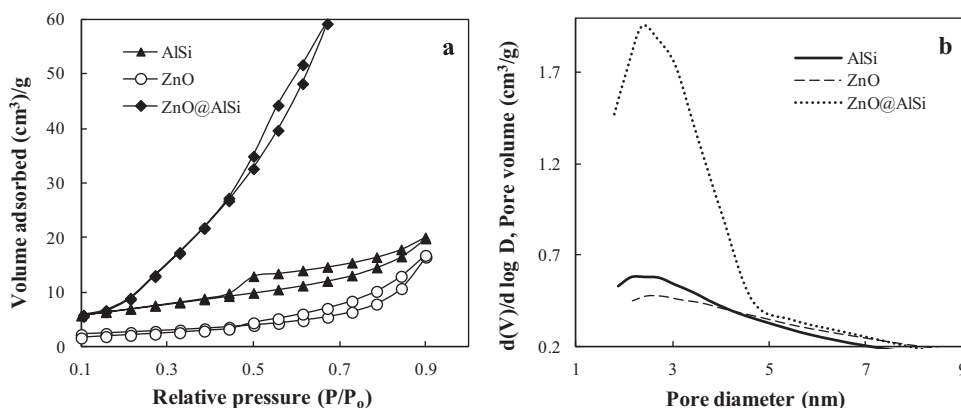 a
AlSi
ZnO
ZnO@AlSi
Volume adsorbed (cm³)/g
60
50
40
30
20
10
0
0.1 0.3 0.5 0.7 0.9
Relative pressure (P/Pₒ)
b
AlSi
ZnO
ZnO@AlSi
d(V)/d log D, Pore volume (cm³/g)
1.7
1.2
0.7
0.2
1 3 5 7 9
Pore diameter (nm)